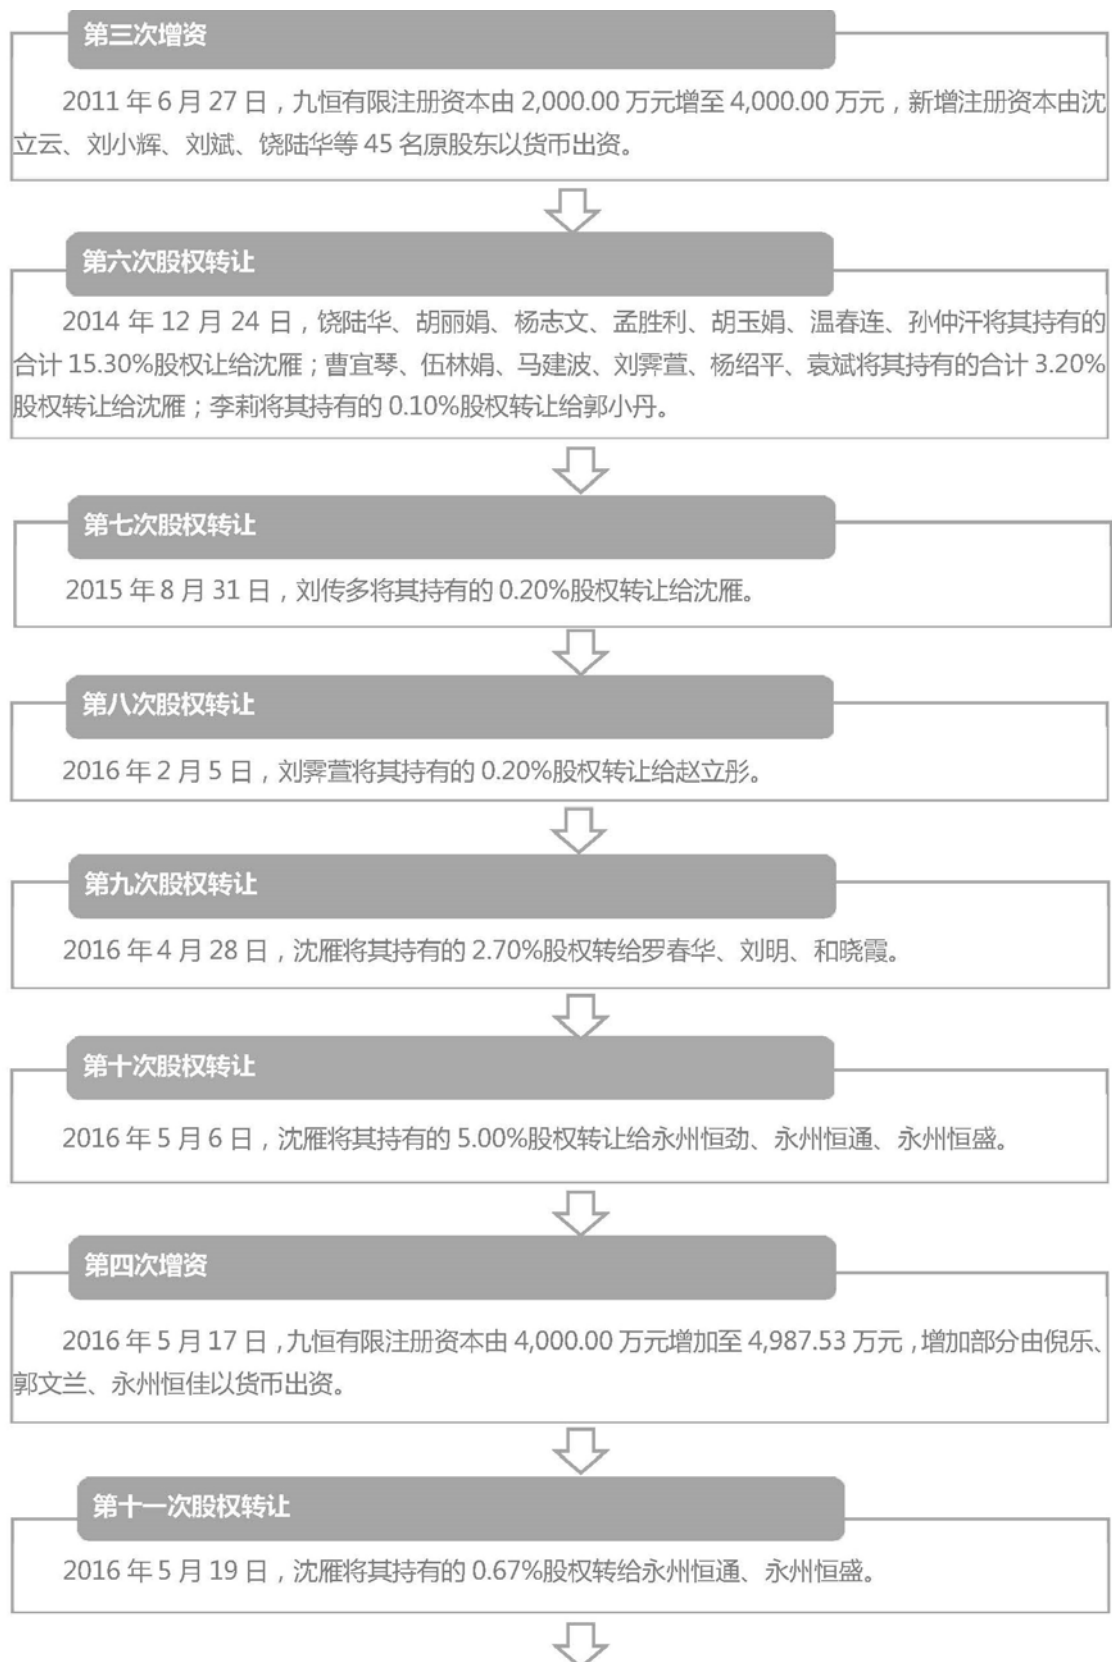 第三次增资
2011 年 6 月 27 日，九恒有限注册资本由 2,000.00 万元增至 4,000.00 万元，新增注册资本由沈
立云、刘小辉、刘斌、饶陆华等 45 名原股东以货币出资。
第六次股权转让
2014 年 12 月 24 日，饶陆华、胡丽娟、杨志文、孟胜利、胡玉娟、温春连、孙仲汗将其持有的
合计 15.30%股权让给沈雁；曹宜琴、伍林娟、马建波、刘霁萱、杨绍平、袁斌将其持有的合计 3.20%
股权转让给沈雁；李莉将其持有的 0.10%股权转让给郭小丹。
第七次股权转让
2015 年 8 月 31 日，刘传多将其持有的 0.20%股权转让给沈雁。
第八次股权转让
2016 年 2 月 5 日，刘霁萱将其持有的 0.20%股权转让给赵立彤。
第九次股权转让
2016 年 4 月 28 日，沈雁将其持有的 2.70%股权转给罗春华、刘明、和晓霞。
第十次股权转让
2016 年 5 月 6 日，沈雁将其持有的 5.00%股权转让给永州恒劲、永州恒通、永州恒盛。
第四次增资
2016 年 5 月 17 日，九恒有限注册资本由 4,000.00 万元增加至 4,987.53 万元，增加部分由倪乐、
郭文兰、永州恒佳以货币出资。
第十一次股权转让
2016 年 5 月 19 日，沈雁将其持有的 0.67%股权转给永州恒通、永州恒盛。